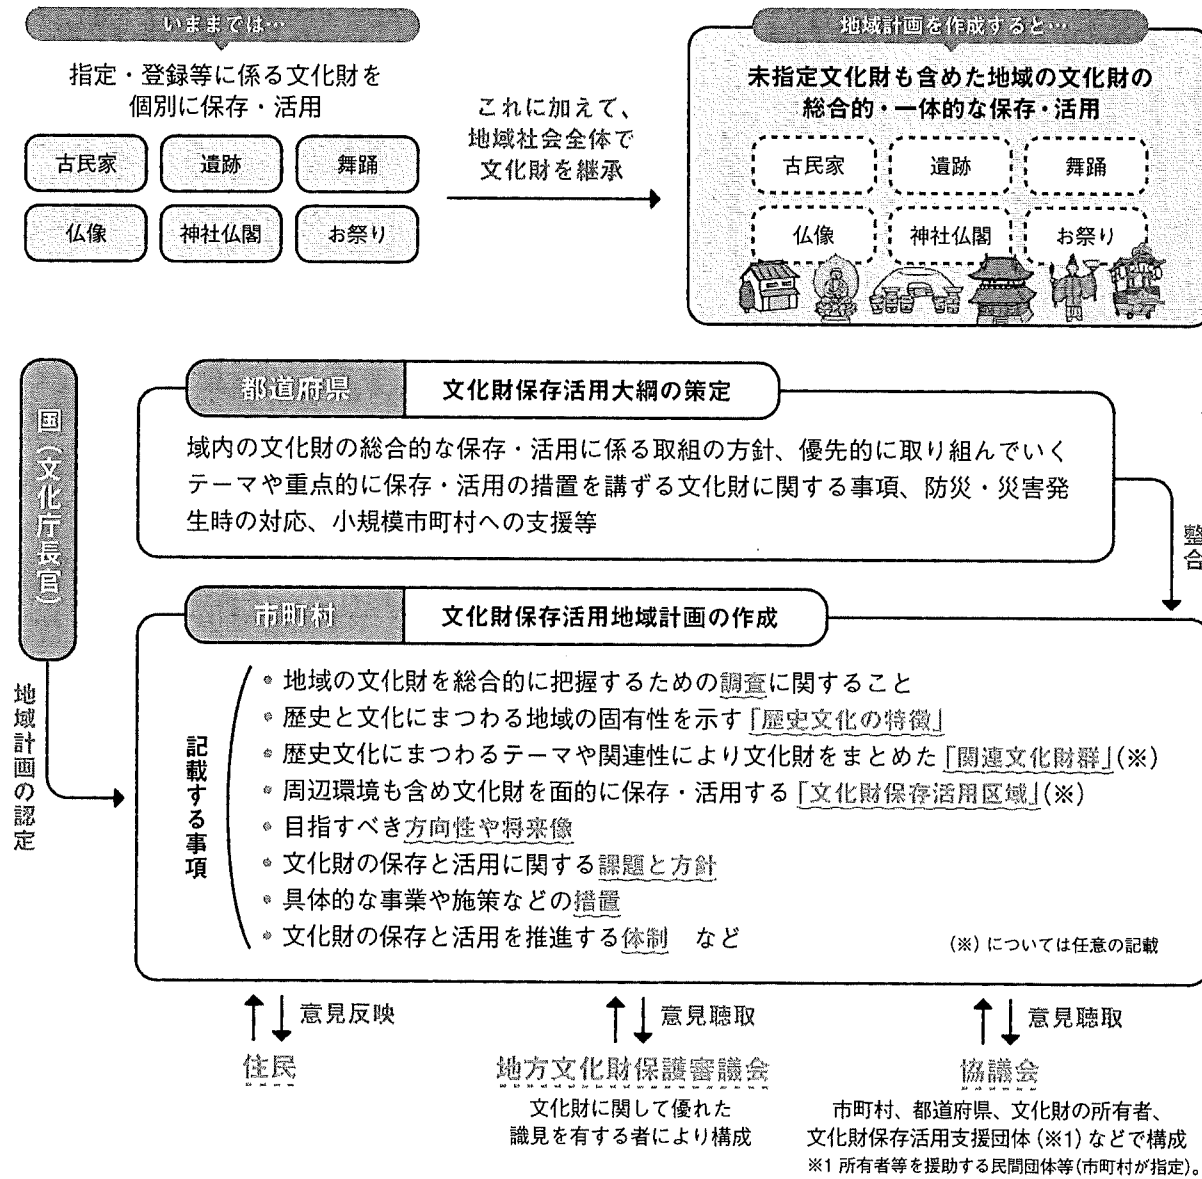 いままでは…
指定・登録等に係る文化財を
個別に保存・活用
古民家
遺跡
舞踊
仏像
神社仏閣
お祭り
これに加えて、
地域社会全体で
文化財を継承
地域計画を作成すると…
未指定文化財も含めた地域の文化財の
総合的・一体的な保存・活用
古民家
遺跡
舞踊
仏像
神社仏閣
お祭り
国(文化庁長官)
地域計画の認定
都道府県
文化財保存活用大綱の策定
域内の文化財の総合的な保存・活用に係る取組の方針、優先的に取り組んでいく
テーマや重点的に保存・活用の措置を講ずる文化財に関する事項、防災・災害発
生時の対応、小規模市町村への支援等
整合
市町村
文化財保存活用地域計画の作成
記載する事項
• 地域の文化財を総合的に把握するための調査に関すること
• 歴史と文化にまつわる地域の固有性を示す「歴史文化の特徴」
• 歴史文化にまつわるテーマや関連性により文化財をまとめた「関連文化財群」(※)
• 周辺環境も含め文化財を面的に保存・活用する「文化財保存活用区域」(※)
• 目指すべき方向性や将来像
• 文化財の保存と活用に関する課題と方針
• 具体的な事業や施策などの措置
• 文化財の保存と活用を推進する体制　など
(※)については任意の記載
意見反映
住民
意見聴取
地方文化財保護審議会
文化財に関して優れた
識見を有する者により構成
意見聴取
協議会
市町村、都道府県、文化財の所有者、
文化財保存活用支援団体(※1)などで構成
※1 所有者等を援助する民間団体等(市町村が指定)。